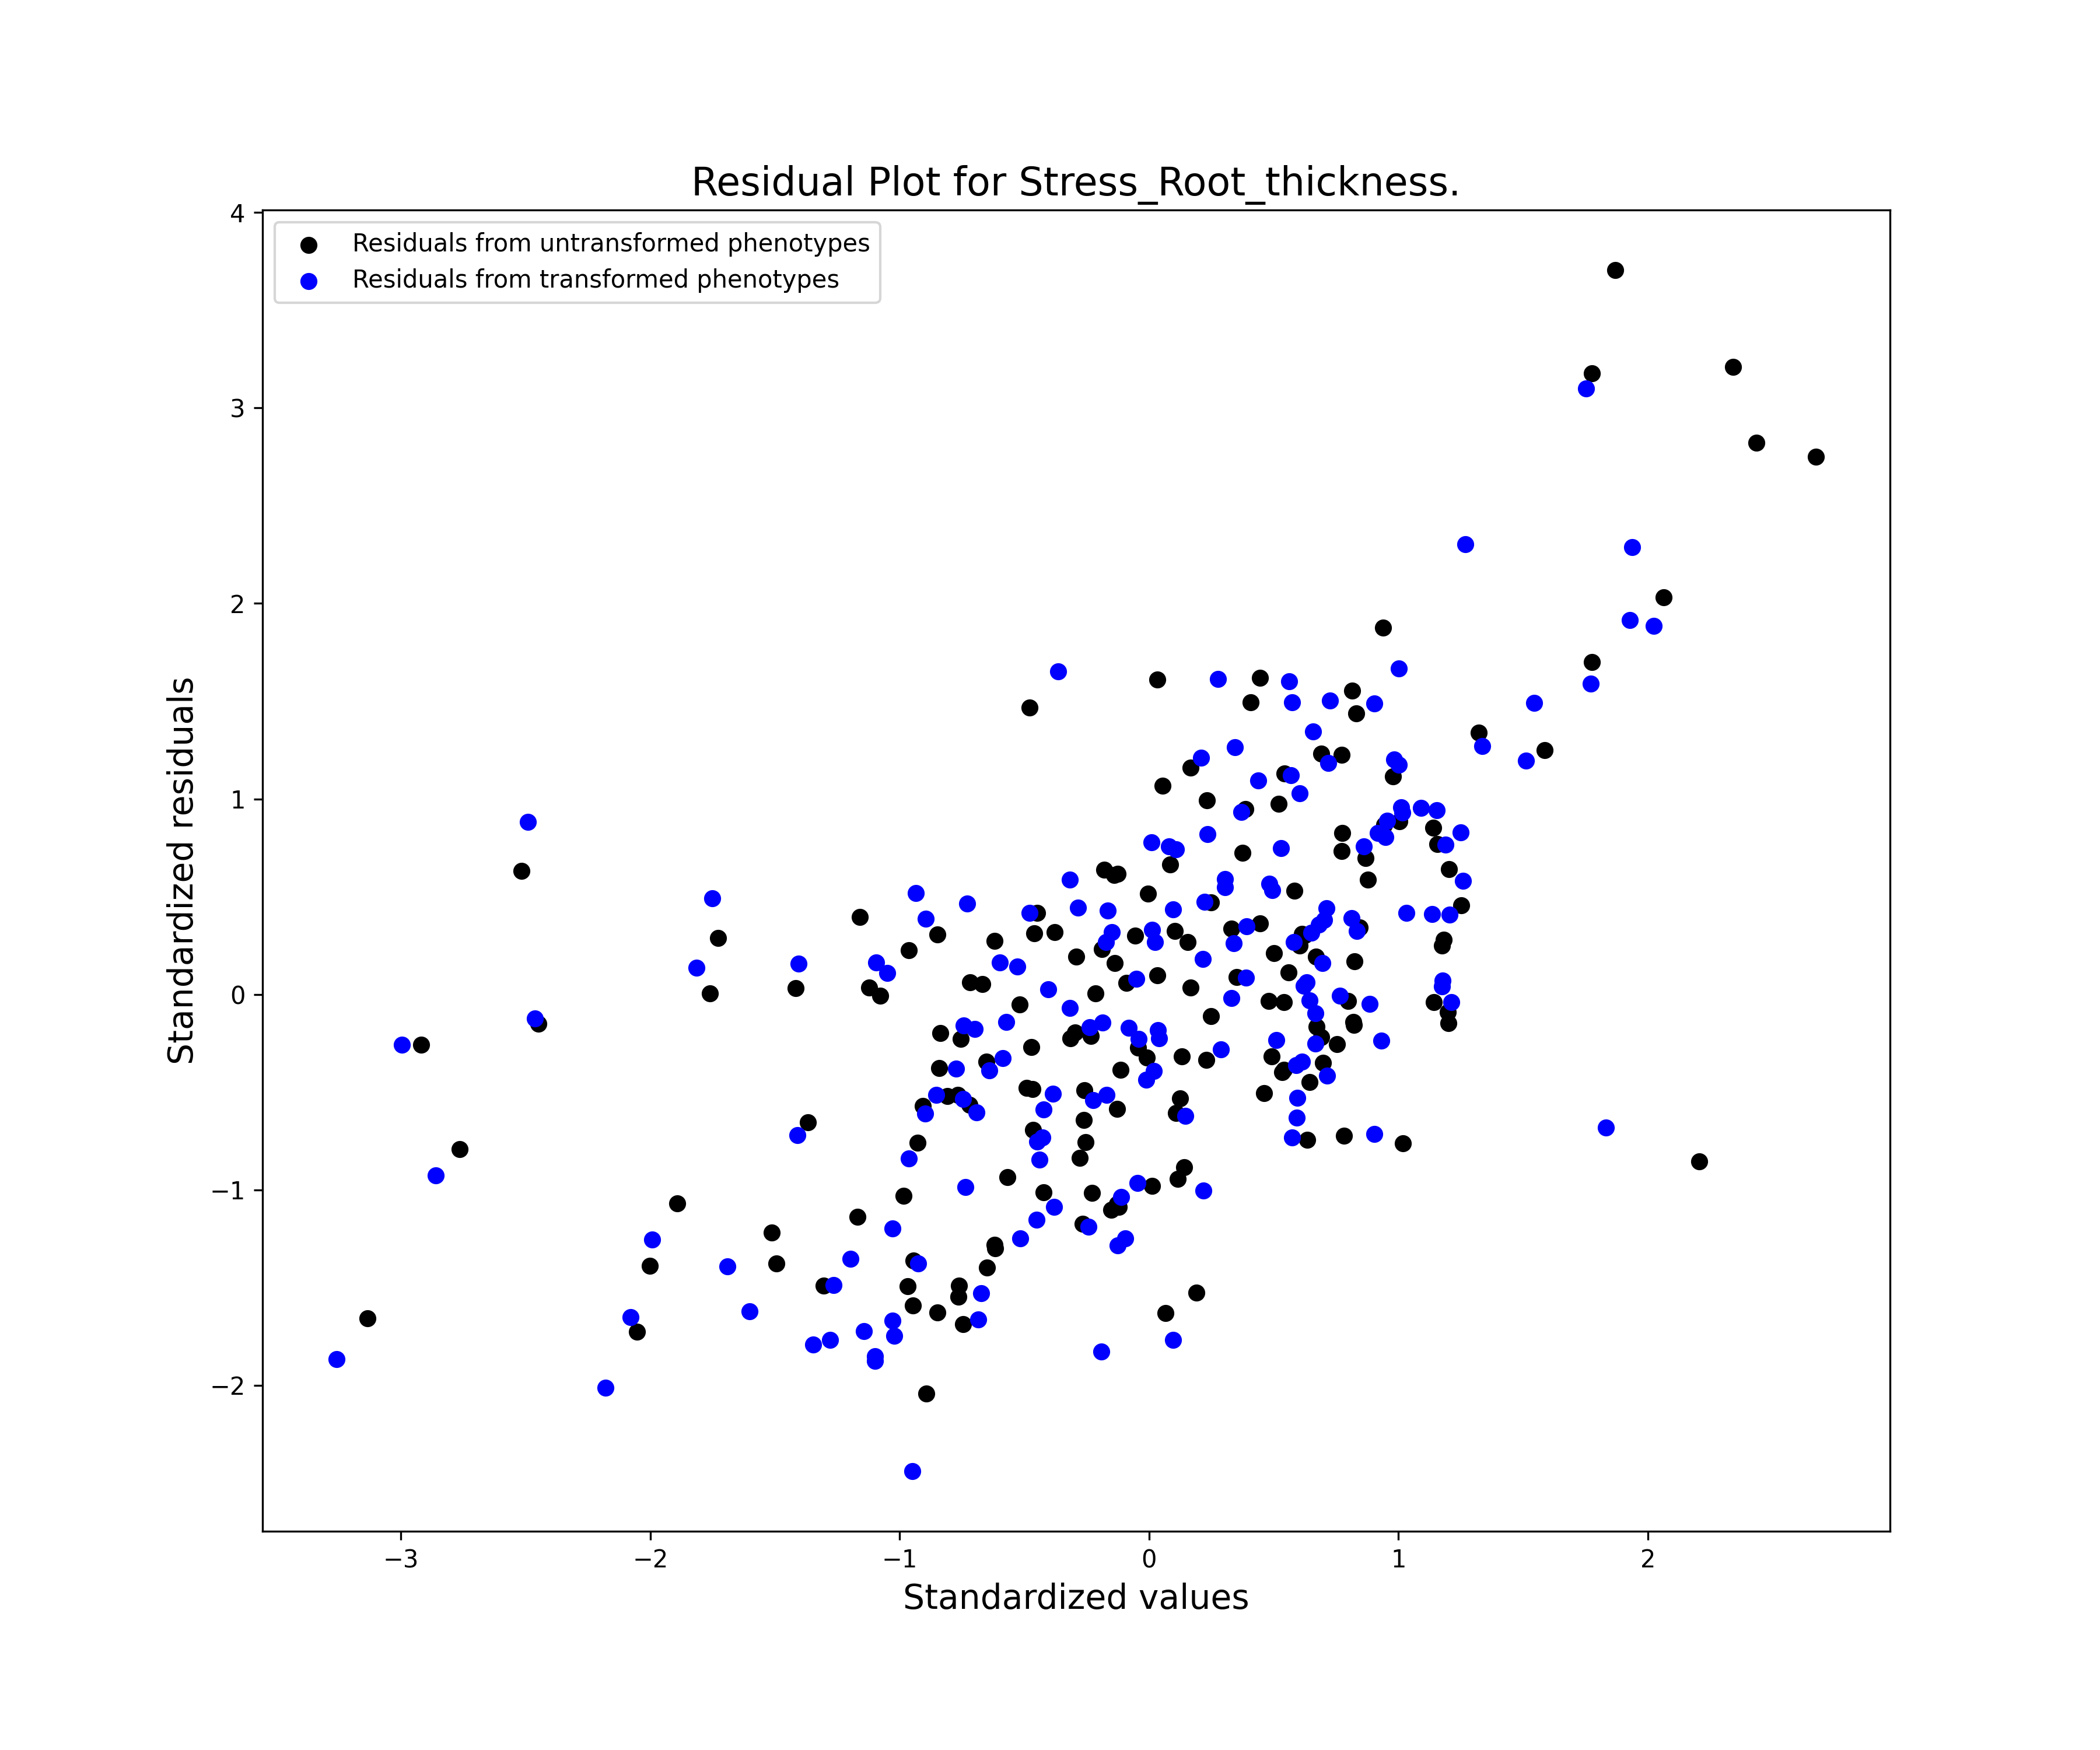 Residual Plot for Stress_Root_thickness.
Residuals from untransformed phenotypes
Residuals from transformed phenotypes
Standardized residuals
4
3
2
1
0
−1
−2
−3 −2 −1 0 1 2
Standardized values